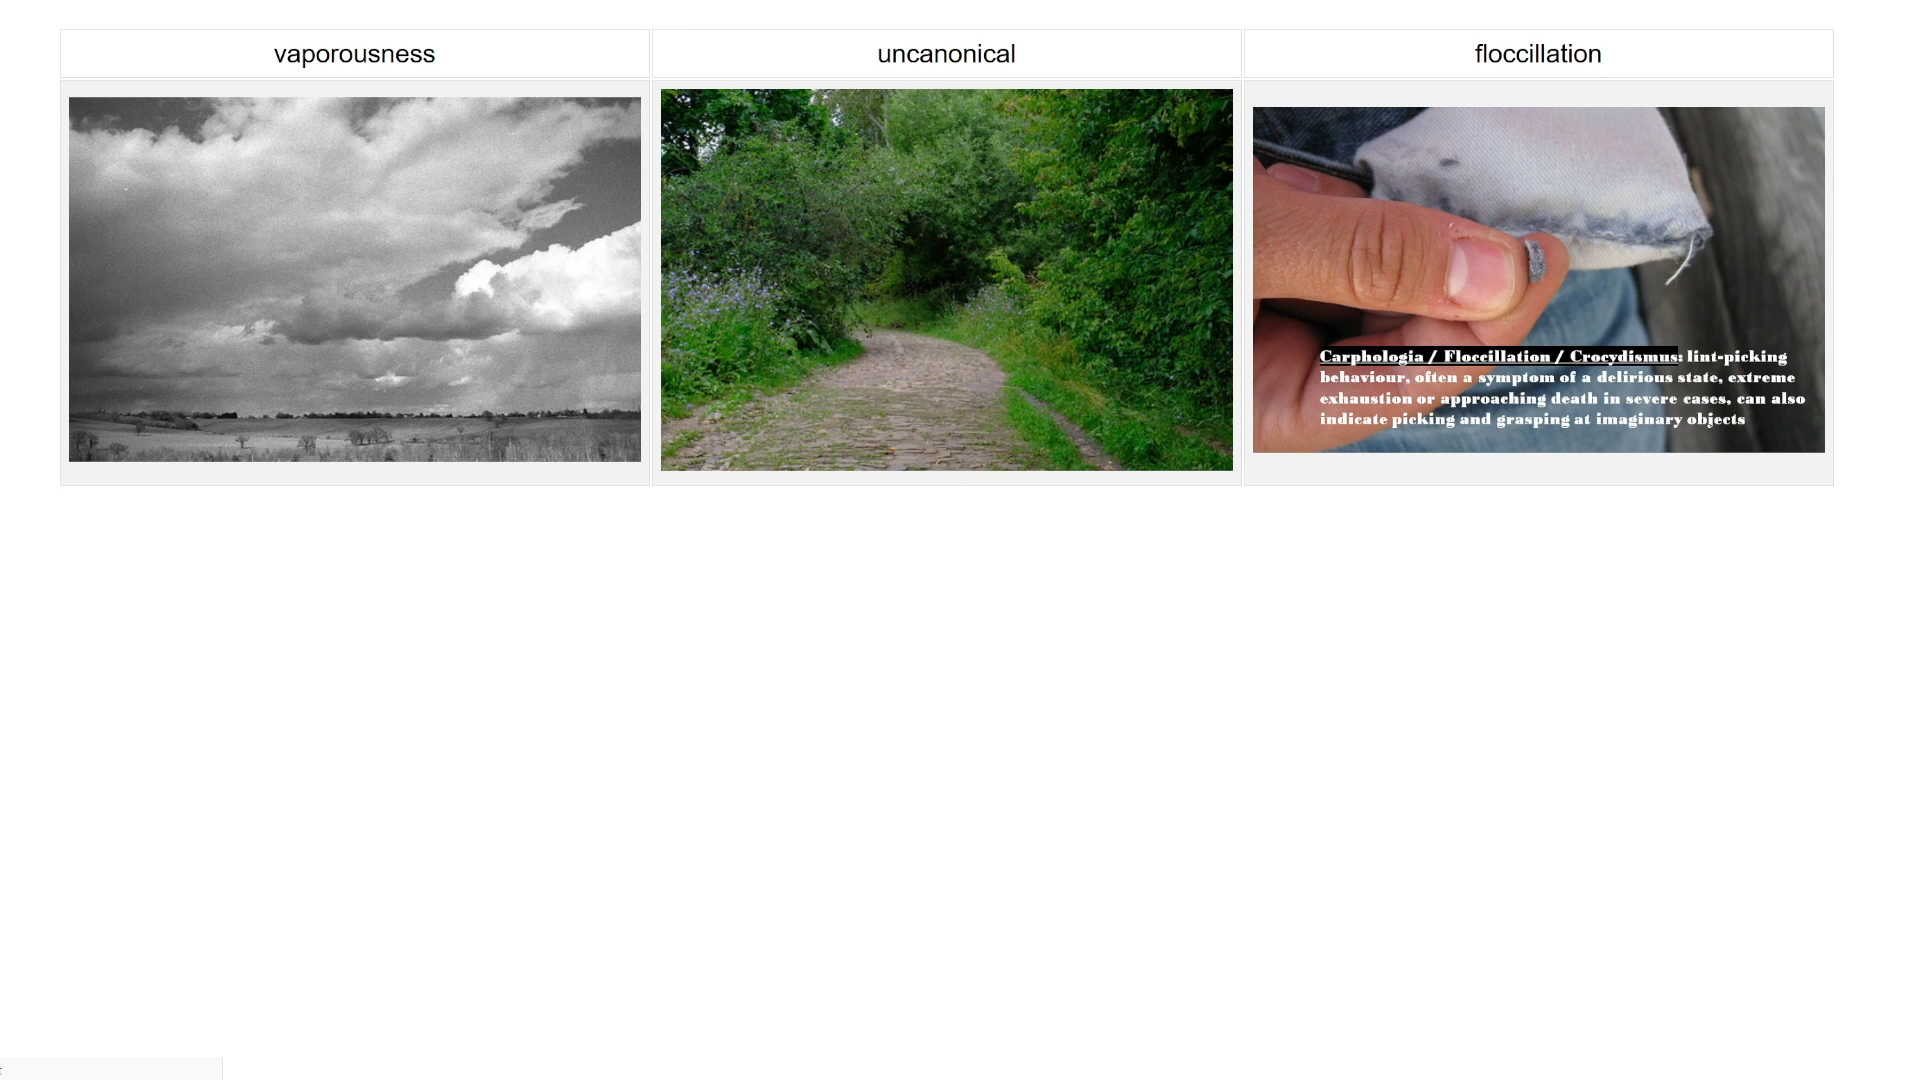 vaporousness
uncanonical
floccillation
Carphologia / Floccillation / Crocydismus: lint-picking
behaviour, often a symptom of a delirious state, extreme
exhaustion or approaching death in severe cases, can also
indicate picking and grasping at imaginary objects